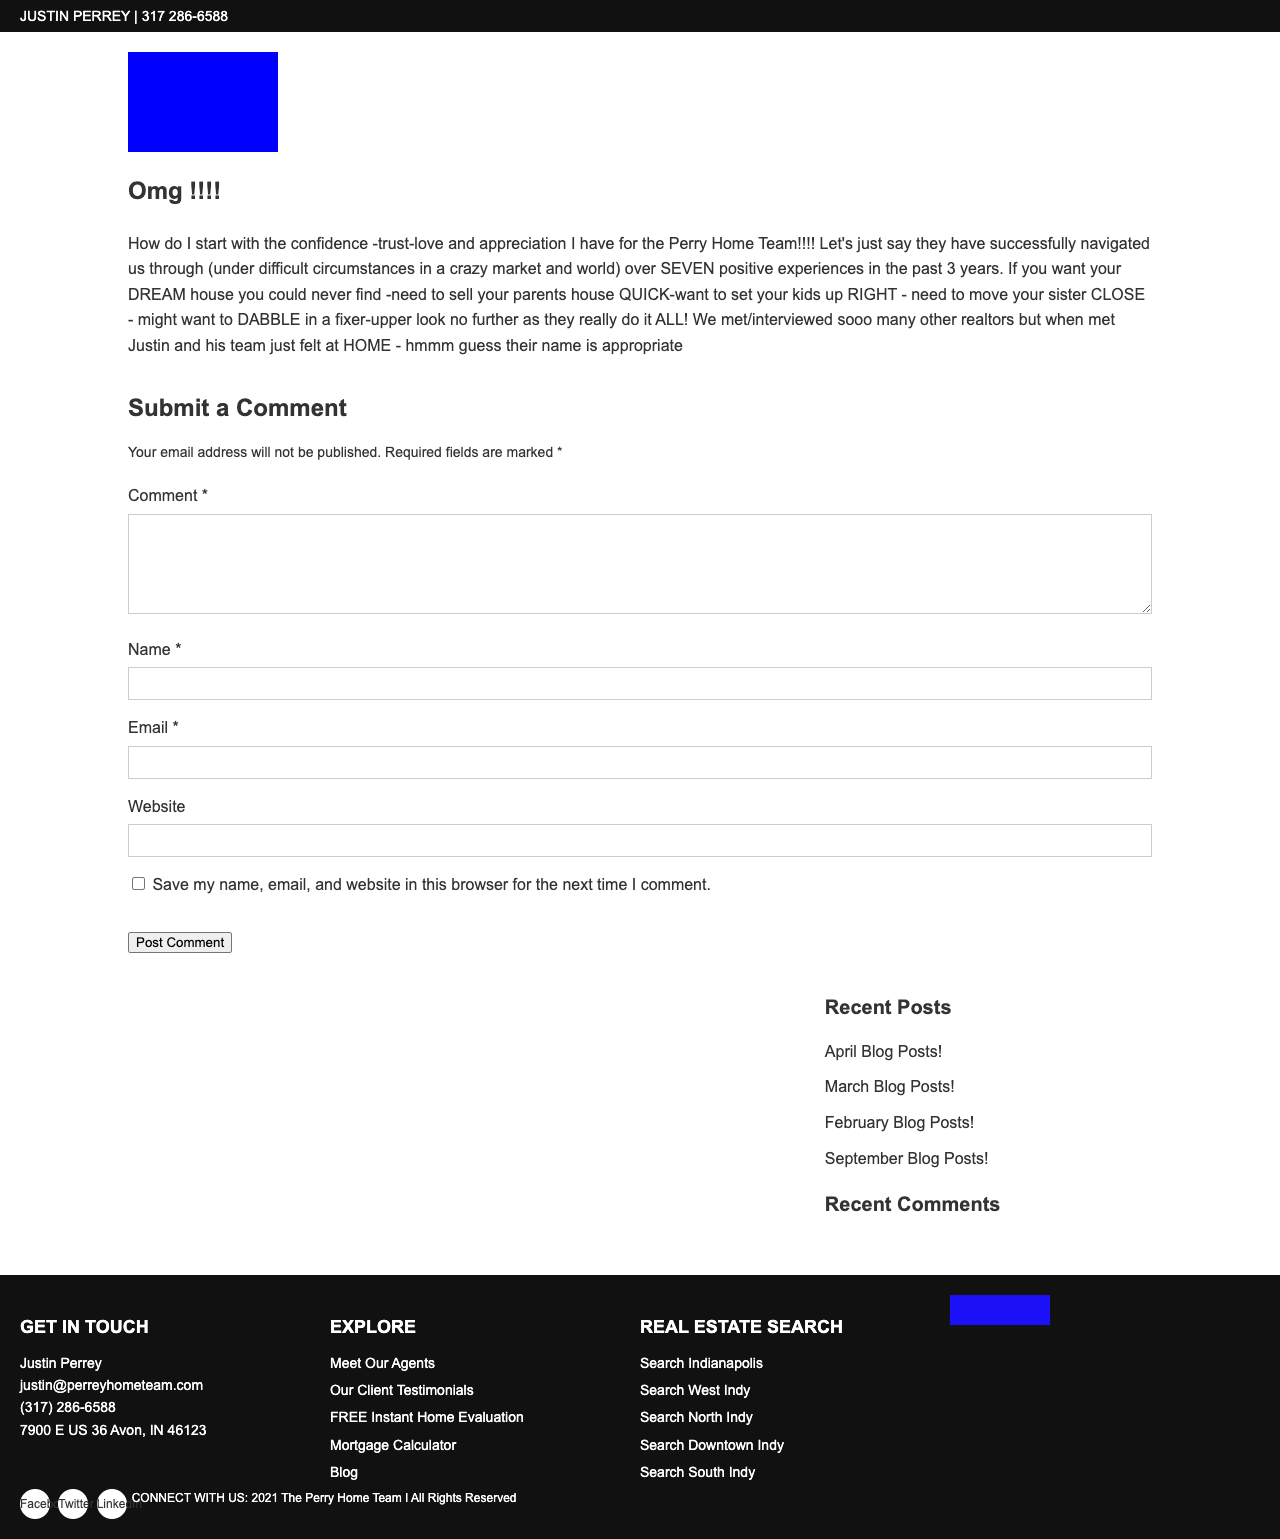 JUSTIN PERREY | 317 286-6588
Omg !!!!
How do I start with the confidence -trust-love and appreciation I have for the Perry Home Team!!!! Let's just say they have successfully navigated
us through (under difficult circumstances in a crazy market and world) over SEVEN positive experiences in the past 3 years. If you want your
DREAM house you could never find -need to sell your parents house QUICK-want to set your kids up RIGHT - need to move your sister CLOSE
- might want to DABBLE in a fixer-upper look no further as they really do it ALL! We met/interviewed sooo many other realtors but when met
Justin and his team just felt at HOME - hmmm guess their name is appropriate
Submit a Comment
Your email address will not be published. Required fields are marked *
Comment *
Name *
Email *
Website
Save my name, email, and website in this browser for the next time I comment.
Post Comment
Recent Posts
April Blog Posts!
March Blog Posts!
February Blog Posts!
September Blog Posts!
Recent Comments
GET IN TOUCH
Justin Perrey
justin@perreyhometeam.com
(317) 286-6588
7900 E US 36 Avon, IN 46123
EXPLORE
Meet Our Agents
Our Client Testimonials
FREE Instant Home Evaluation
Mortgage Calculator
Blog
REAL ESTATE SEARCH
Search Indianapolis
Search West Indy
Search North Indy
Search Downtown Indy
Search South Indy
Facebook Twitter LinkedIn CONNECT WITH US: 2021 The Perry Home Team I All Rights Reserved